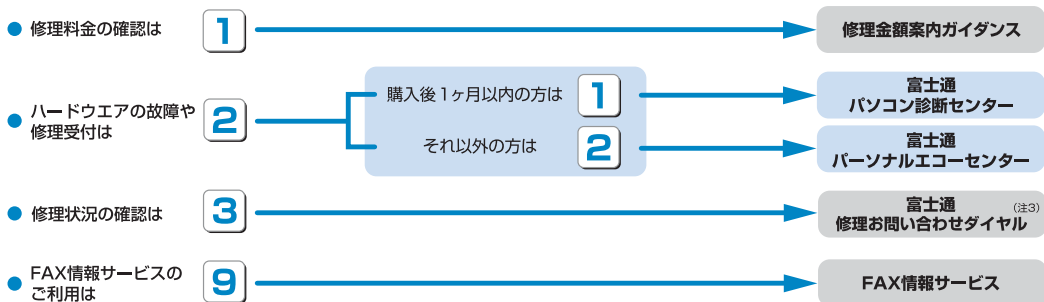 修理料金の確認は
1
修理金額案内ガイダンス
ハードウエアの故障や
修理受付は
2
購入後1ヶ月以内の方は
1
富士通
パソコン診断センター
それ以外の方は
2
富士通
パーソナルエコーセンター
修理状況の確認は
3
富士通 (注3)
修理お問い合わせダイヤル
FAX情報サービスの
ご利用は
9
FAX情報サービス